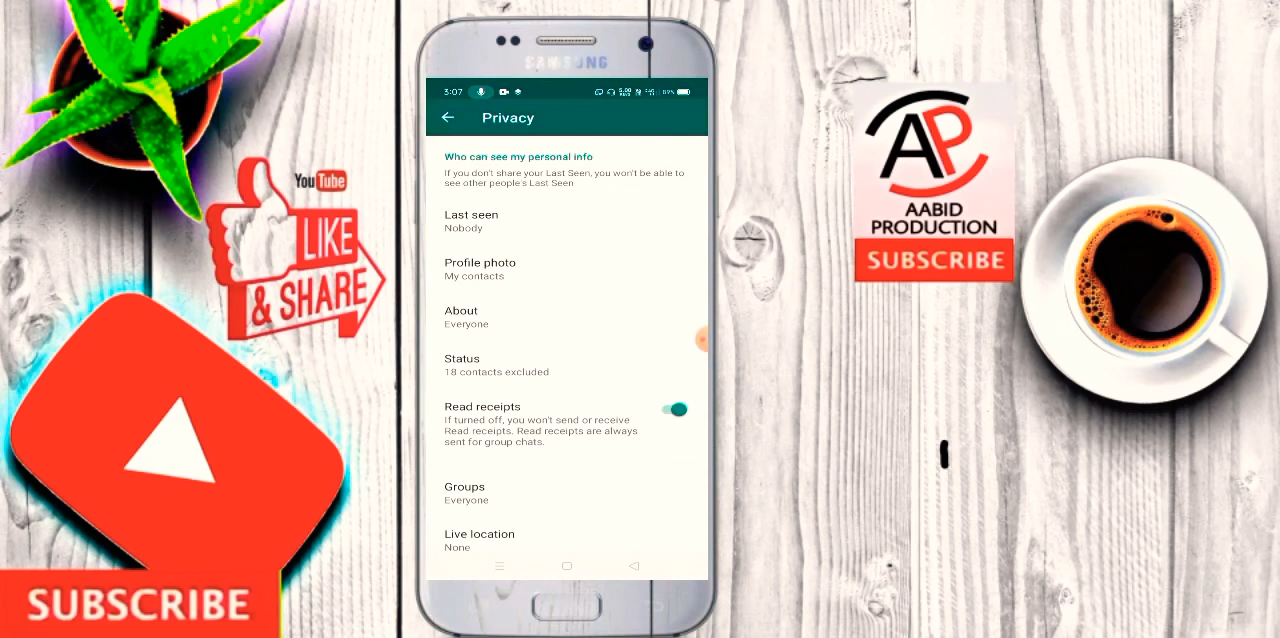 SAMSUNG
3:07
89%
Privacy
Who can see my personal info
If you don't share your Last Seen, you won't be able to
see other people's Last Seen
Last seen
Nobody
Profile photo
My contacts
About
Everyone
Status
18 contacts excluded
Read receipts
If turned off, you won't send or receive
Read receipts. Read receipts are always
sent for group chats.
Groups
Everyone
Live location
None
YouTube
LIKE
& SHARE
SUBSCRIBE
AP
AABID
PRODUCTION
SUBSCRIBE